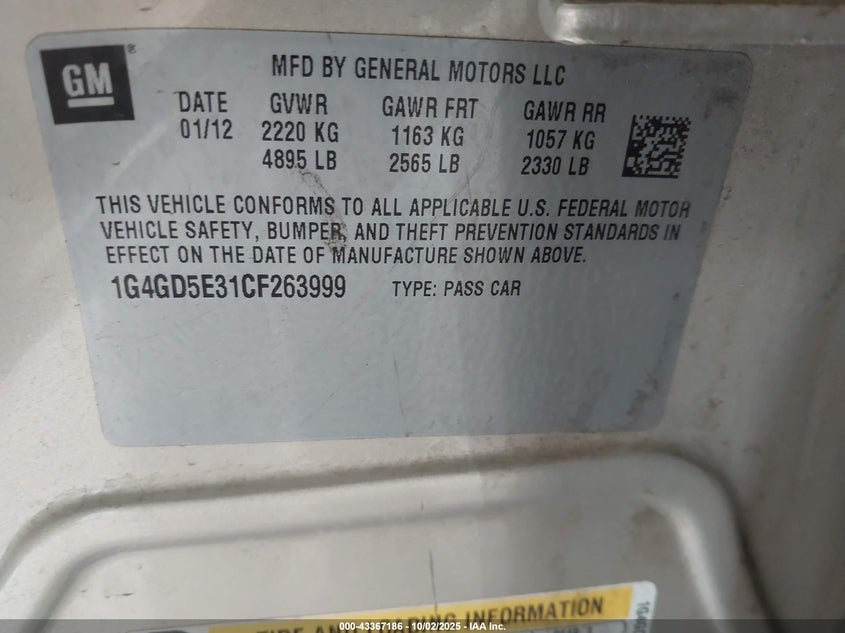 GM
®
MFD BY GENERAL MOTORS LLC
DATE GVWR GAWR FRT GAWR RR
01/12 2220 KG 1163 KG 1057 KG
4895 LB 2565 LB 2330 LB
THIS VEHICLE CONFORMS TO ALL APPLICABLE U.S. FEDERAL MOTOR
VEHICLE SAFETY, BUMPER, AND THEFT PREVENTION STANDARDS IN
EFFECT ON THE DATE OF MANUFACTURE SHOWN ABOVE.
1G4GD5E31CF263999 TYPE: PASS CAR
TIRE AND LOADING INFORMATION
000-43367186 - 10/02/2025 - IAA Inc.